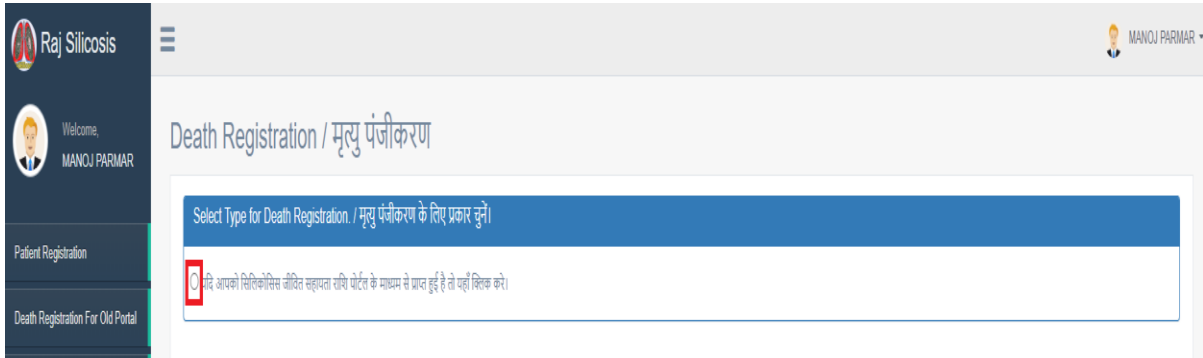 Raj Silicosis
MANOJ PARMAR
Welcome,
MANOJ PARMAR
Death Registration / मृत्यु पंजीकरण
Select Type for Death Registration. / मृत्यु पंजीकरण के लिए प्रकार चुनें।
Patient Registration
यदि आपको सिलिकोसिस जीवित सहायता राशि पोर्टल के माध्यम से प्राप्त हुई है तो यहाँ क्लिक करे।
Death Registration For Old Portal